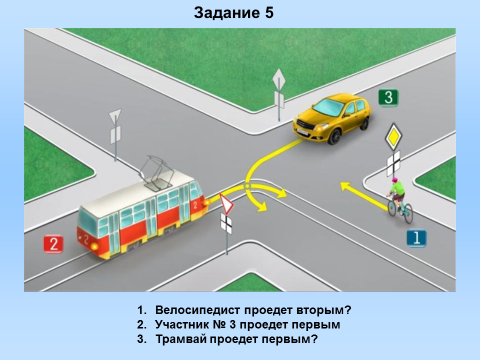 Задание 5
3
2
1
2
1. Велосипедист проедет вторым?
2. Участник № 3 проедет первым
3. Трамвай проедет первым?